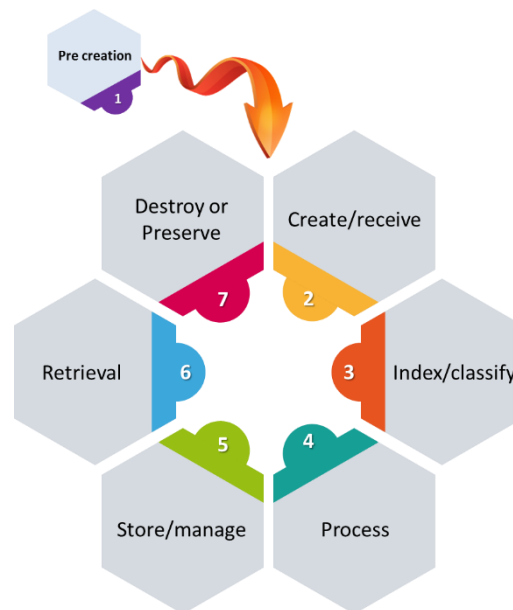 Pre creation
1
Create/receive
2
3
Index/classify
4
Process
5
Store/manage
6
Retrieval
7
Destroy or
Preserve